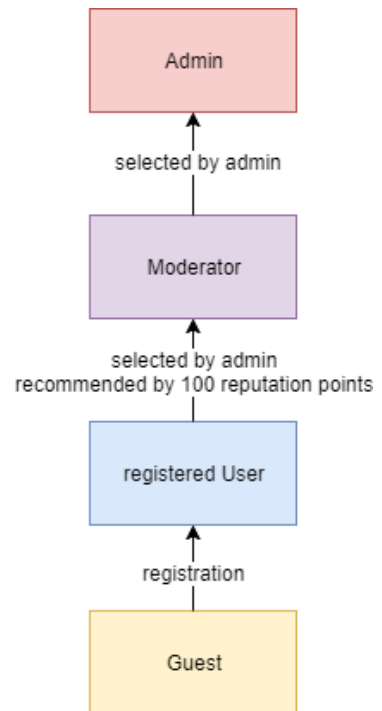 Admin
selected by admin
Moderator
selected by admin
recommended by 100 reputation points
registered User
registration
Guest